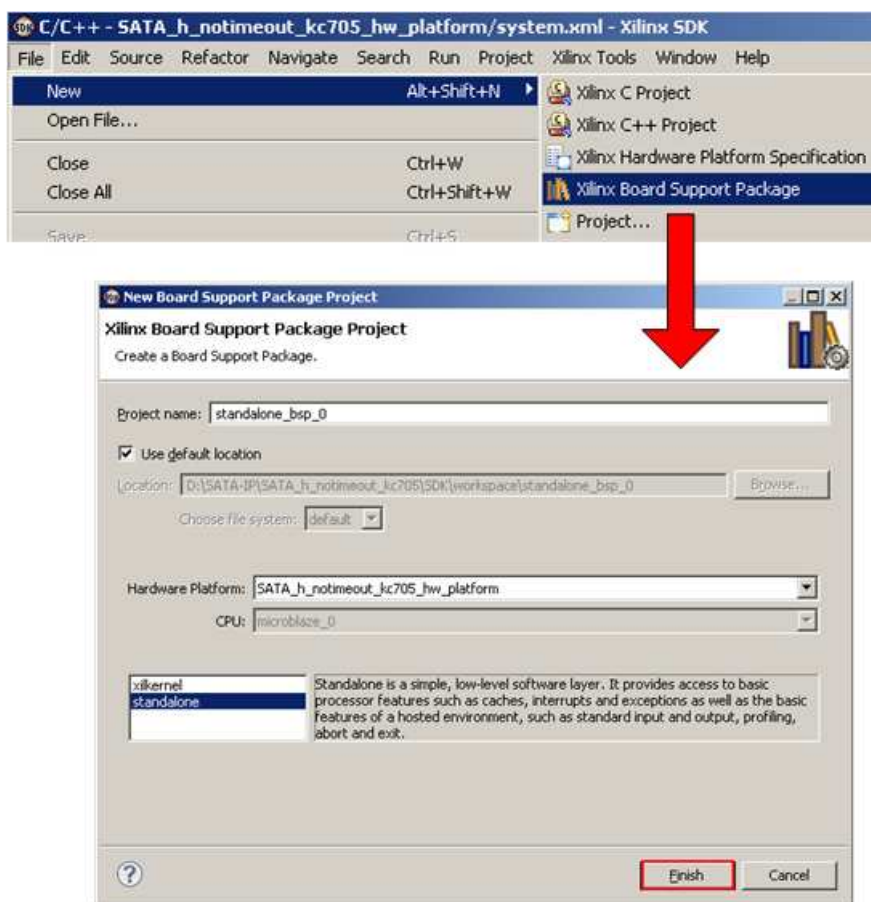 C/C++ - SATA_h_notimeout_kc705_hw_platform/system.xml - Xilinx SDK
File Edit Source Refactor Navigate Search Run Project Xilinx Tools Window Help
New Alt+Shift+N
Xilinx C Project
Open File...
Xilinx C++ Project
Close Ctrl+W
Xilinx Hardware Platform Specification
Close All Ctrl+Shift+W
Xilinx Board Support Package
Project...
Save Ctrl+S
New Board Support Package Project
Xilinx Board Support Package Project
Create a Board Support Package.
Project name: standalone_bsp_0
Use default location
Location: D:\SATA-IP\SATA_h_notimeout_kc705\SDK\workspace\standalone_bsp_0 Browse...
Choose file system: default
Hardware Platform: SATA_h_notimeout_kc705_hw_platform
CPU: microblaze_0
xilkernel
standalone
Standalone is a simple, low-level software layer. It provides access to basic
processor features such as caches, interrupts and exceptions as well as the basic
features of a hosted environment, such as standard input and output, profiling,
abort and exit.
Finish Cancel